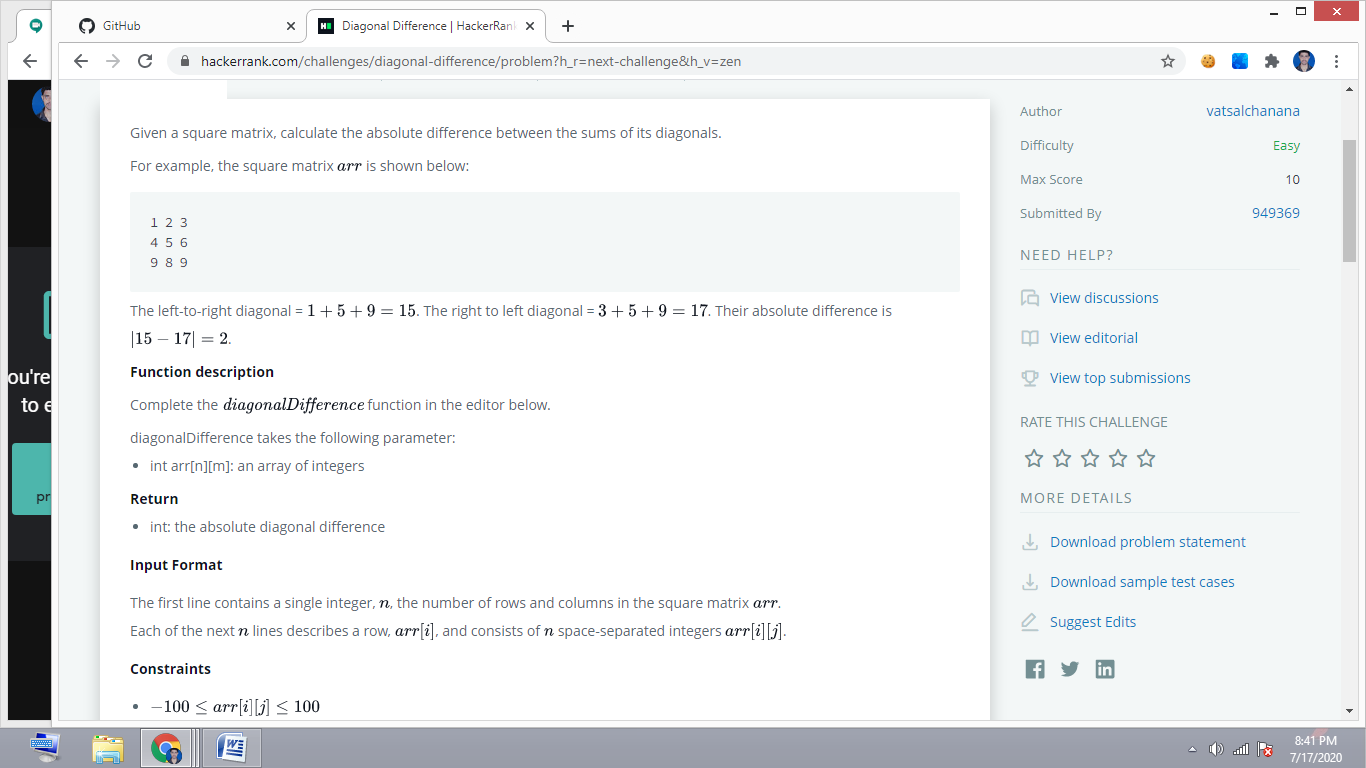 GitHub
Diagonal Difference | HackerRan
hackerrank.com/challenges/diagonal-difference/problem?h_r=next-challenge&h_v=zen
Given a square matrix, calculate the absolute difference between the sums of its diagonals.
For example, the square matrix arr is shown below:
1 2 3
4 5 6
9 8 9
The left-to-right diagonal = 1 + 5 + 9 = 15. The right to left diagonal = 3 + 5 + 9 = 17. Their absolute difference is
|15 − 17| = 2.
Function description
Complete the diagonalDifference function in the editor below.
diagonalDifference takes the following parameter:
• int arr[n][m]: an array of integers
Return
• int: the absolute diagonal difference
Input Format
The first line contains a single integer, n, the number of rows and columns in the square matrix arr.
Each of the next n lines describes a row, arr[i], and consists of n space-separated integers arr[i][j].
Constraints
• −100 ≤ arr[i][j] ≤ 100
Author vatsalchanana
Difficulty Easy
Max Score 10
Submitted By 949369
NEED HELP?
View discussions
View editorial
View top submissions
RATE THIS CHALLENGE
MORE DETAILS
Download problem statement
Download sample test cases
Suggest Edits
ou're
to e
pr
8:41 PM
7/17/2020